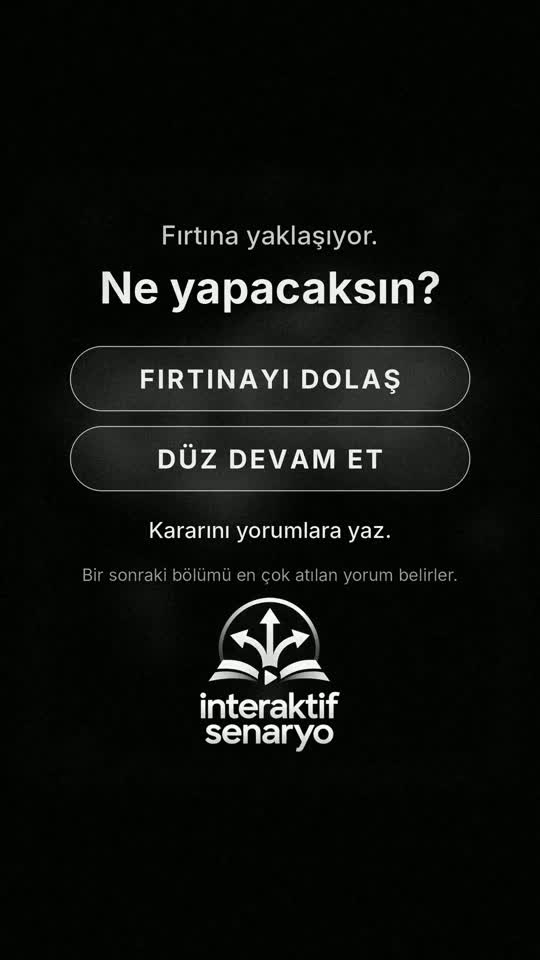 Fırtına yaklaşıyor.
Ne yapacaksın?
FIRTINAYI DOLAŞ
DÜZ DEVAM ET
Kararını yorumlara yaz.
Bir sonraki bölümü en çok atılan yorum belirler.
interaktif
senaryo